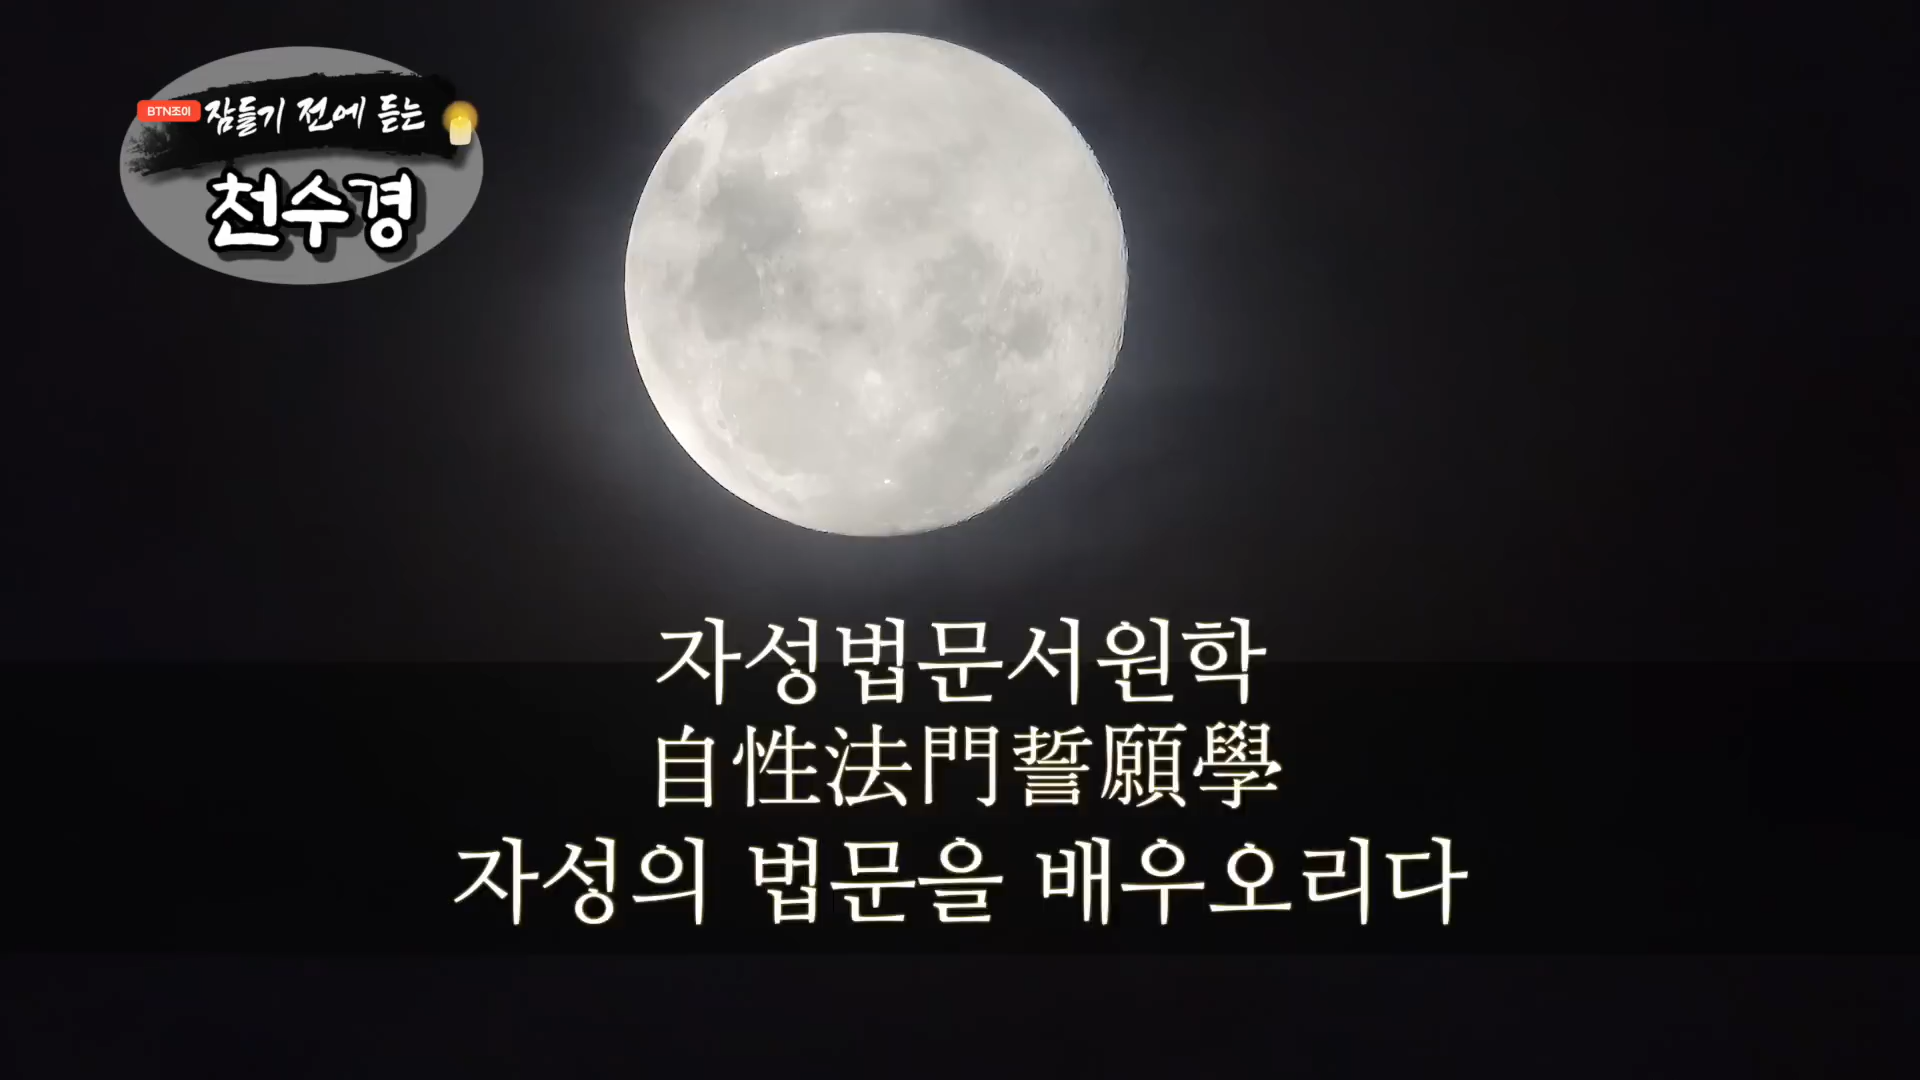 BTN조이
잠들기 전에 듣는
천수경
자성법문서원학
自性法門誓願學
자성의 법문을 배우오리다